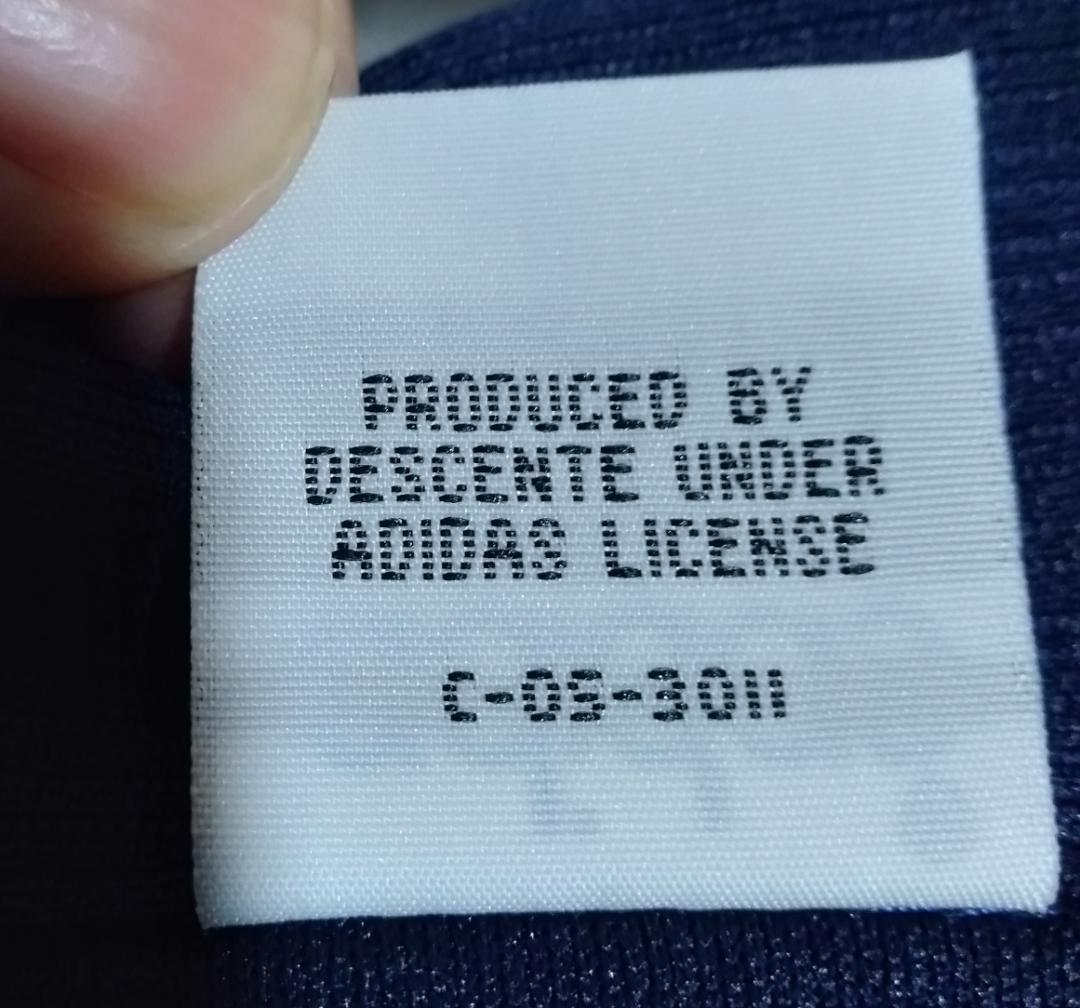 PRODUCED BY
DESCENTE UNDER
ADIDAS LICENSE
C-05-3011